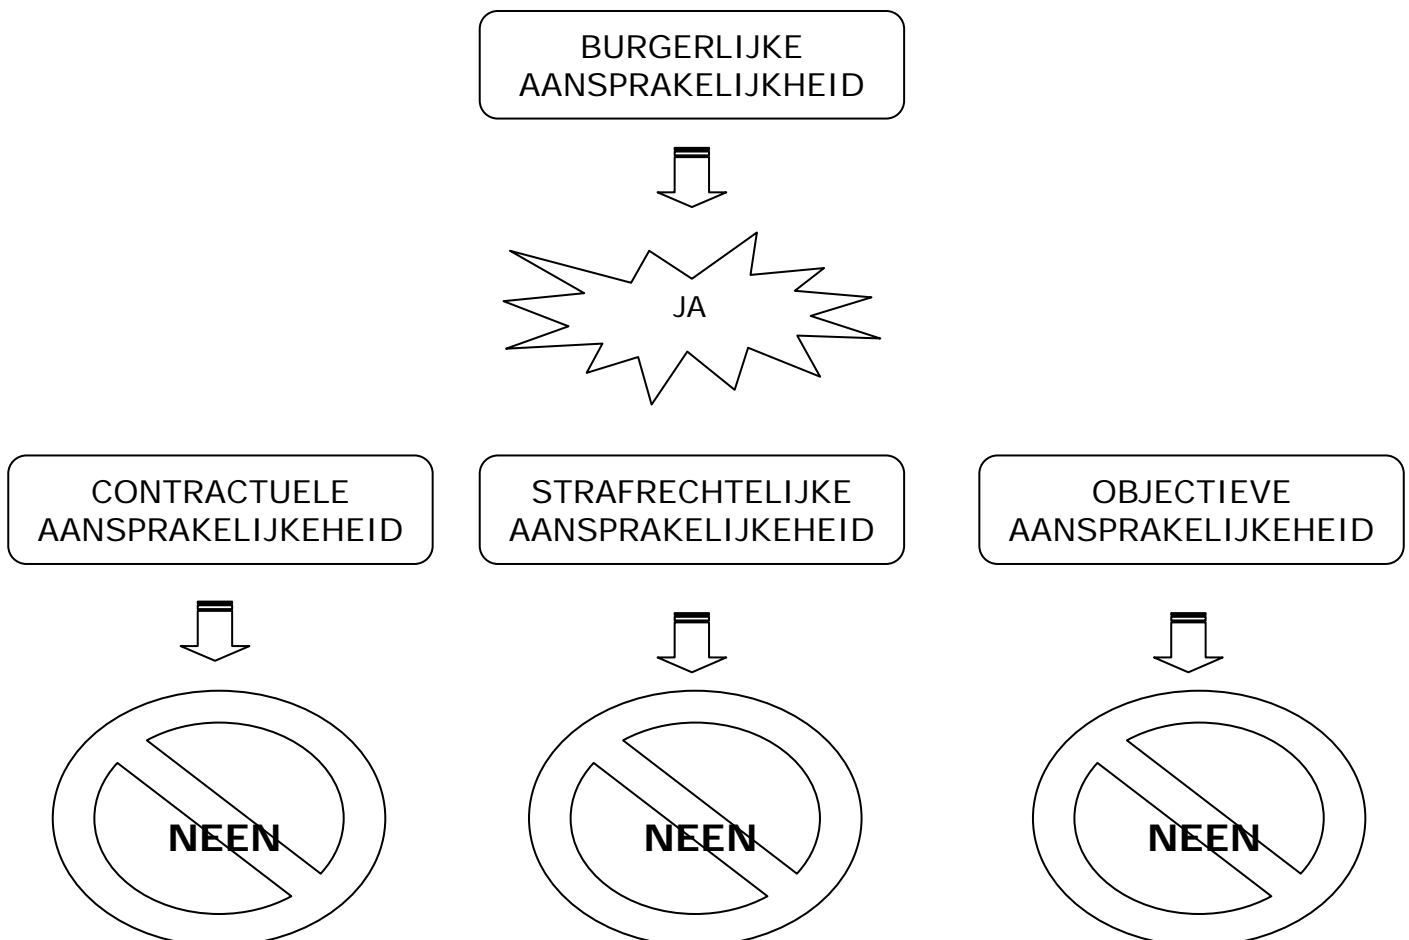 BURGERLIJKE
AANSPRAKELIJKHEID
JA
CONTRACTUELE
AANSPRAKELIJKEHEID
STRAFRECHTELIJKE
AANSPRAKELIJKEHEID
OBJECTIEVE
AANSPRAKELIJKEHEID
NEEN
NEEN
NEEN